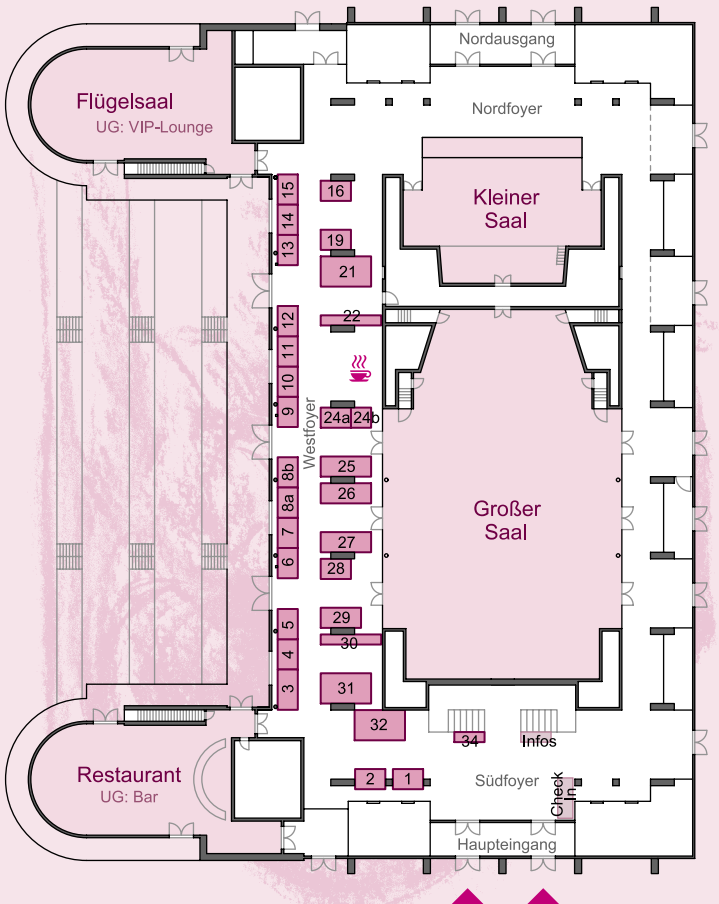 Nordausgang
Flügelsaal
UG: VIP-Lounge
Nordfoyer
15
16
Kleiner
Saal
14
13
19
21
12
22
11
10
9
24a
24b
Westfoyer
8b
25
8a
26
Großer
Saal
7
27
6
28
5
29
30
4
3
31
32
34
Infos
Restaurant
UG: Bar
2
1
Südfoyer
Check
In
Haupteingang